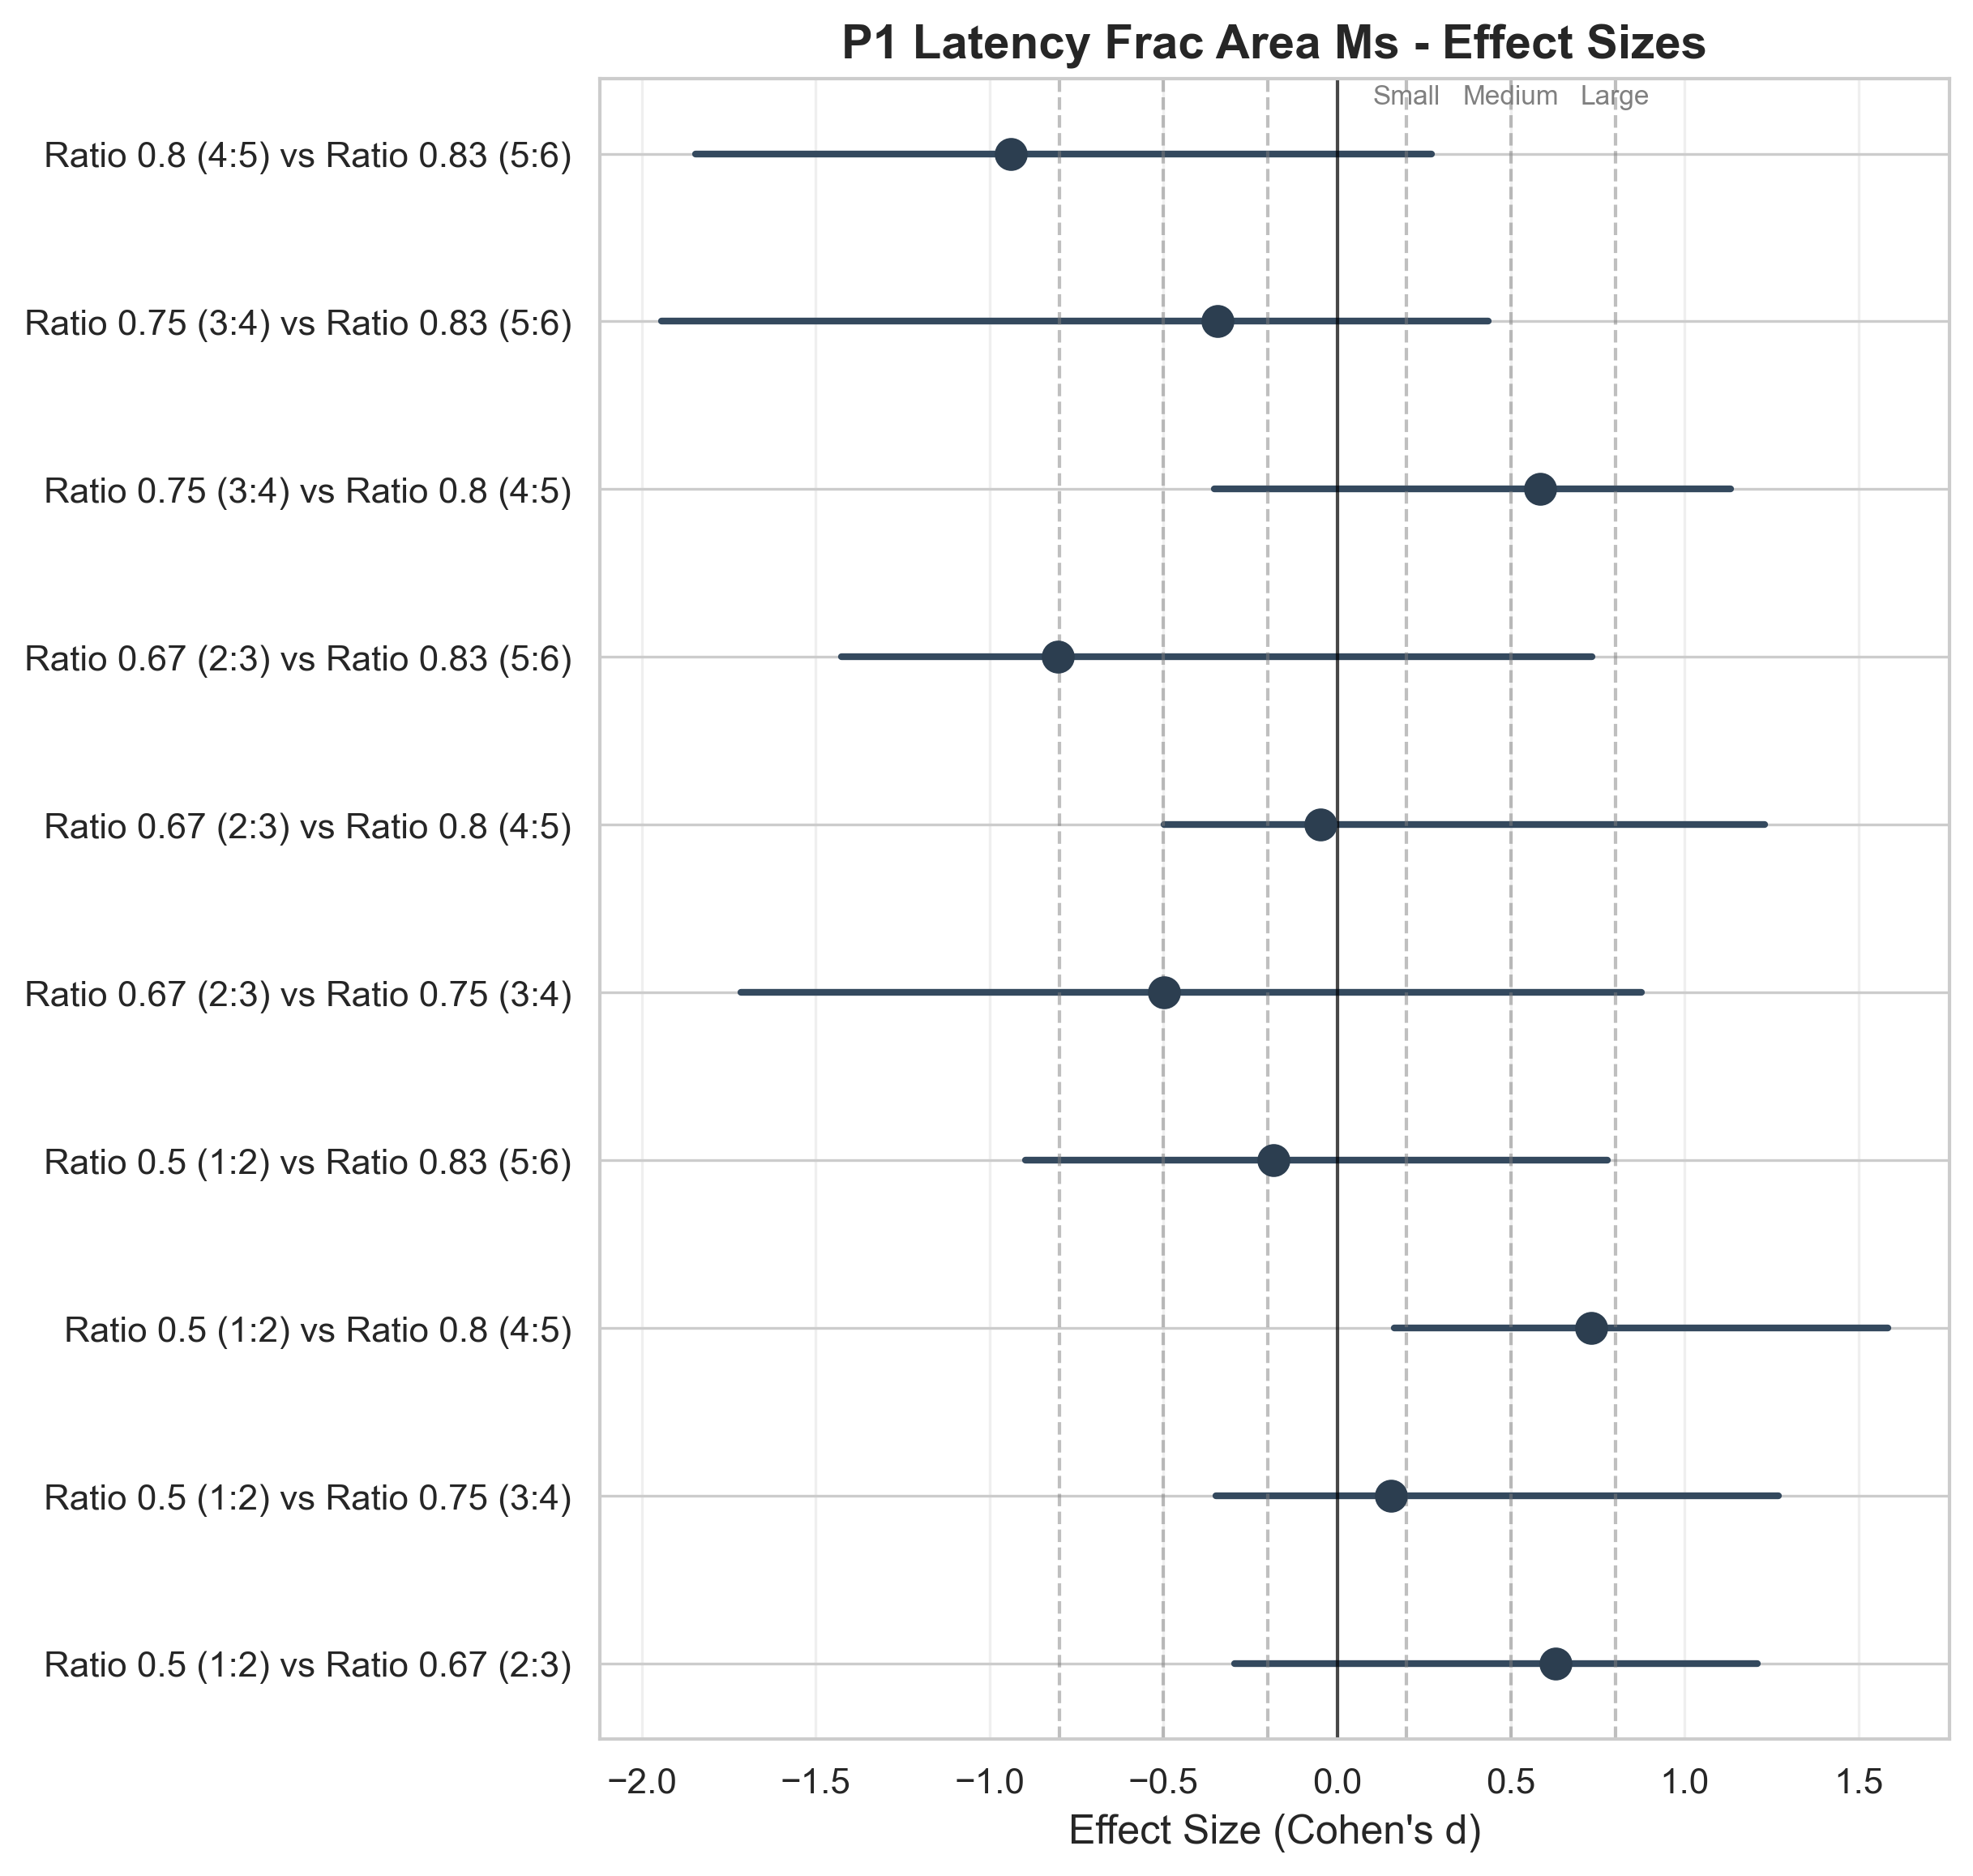 P1 Latency Frac Area Ms - Effect Sizes
Small Medium Large
Ratio 0.8 (4:5) vs Ratio 0.83 (5:6)
Ratio 0.75 (3:4) vs Ratio 0.83 (5:6)
Ratio 0.75 (3:4) vs Ratio 0.8 (4:5)
Ratio 0.67 (2:3) vs Ratio 0.83 (5:6)
Ratio 0.67 (2:3) vs Ratio 0.8 (4:5)
Ratio 0.67 (2:3) vs Ratio 0.75 (3:4)
Ratio 0.5 (1:2) vs Ratio 0.83 (5:6)
Ratio 0.5 (1:2) vs Ratio 0.8 (4:5)
Ratio 0.5 (1:2) vs Ratio 0.75 (3:4)
Ratio 0.5 (1:2) vs Ratio 0.67 (2:3)
−2.0 −1.5 −1.0 −0.5 0.0 0.5 1.0 1.5
Effect Size (Cohen's d)